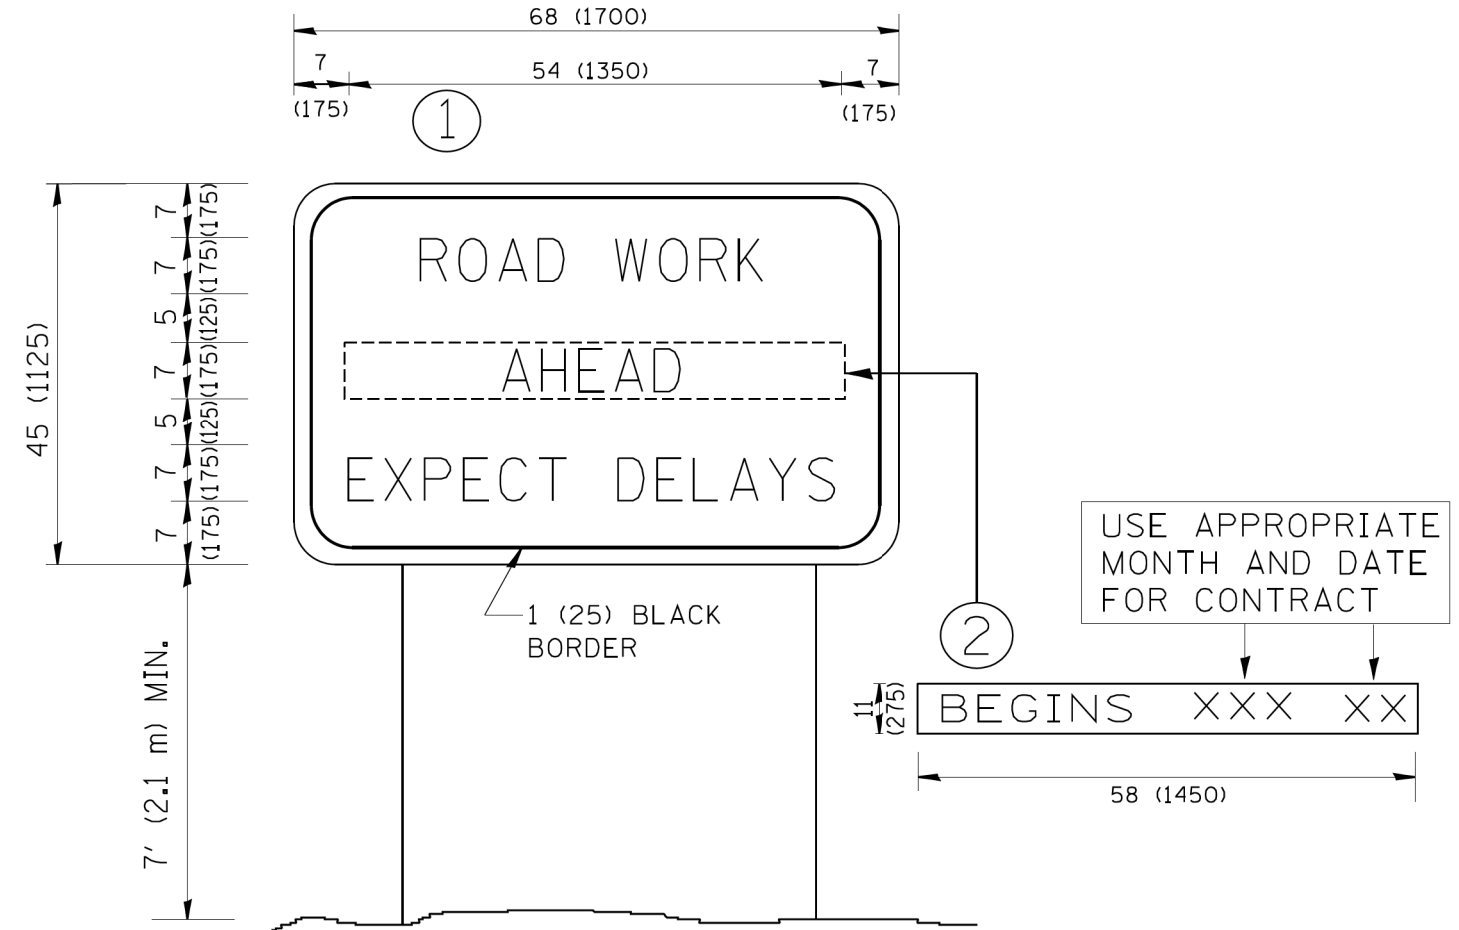 68 (1700)
7
54 (1350)
7
(175)
(175)
1
7
(175)
7
(175)
5
(125)
7
(175)
5
(125)
7
(175)
7
(175)
45 (1125)
ROAD WORK
AHEAD
EXPECT DELAYS
1 (25) BLACK
BORDER
7' (2.1 m) MIN.
USE APPROPRIATE
MONTH AND DATE
FOR CONTRACT
2
11
(275)
BEGINS XXX XX
58 (1450)